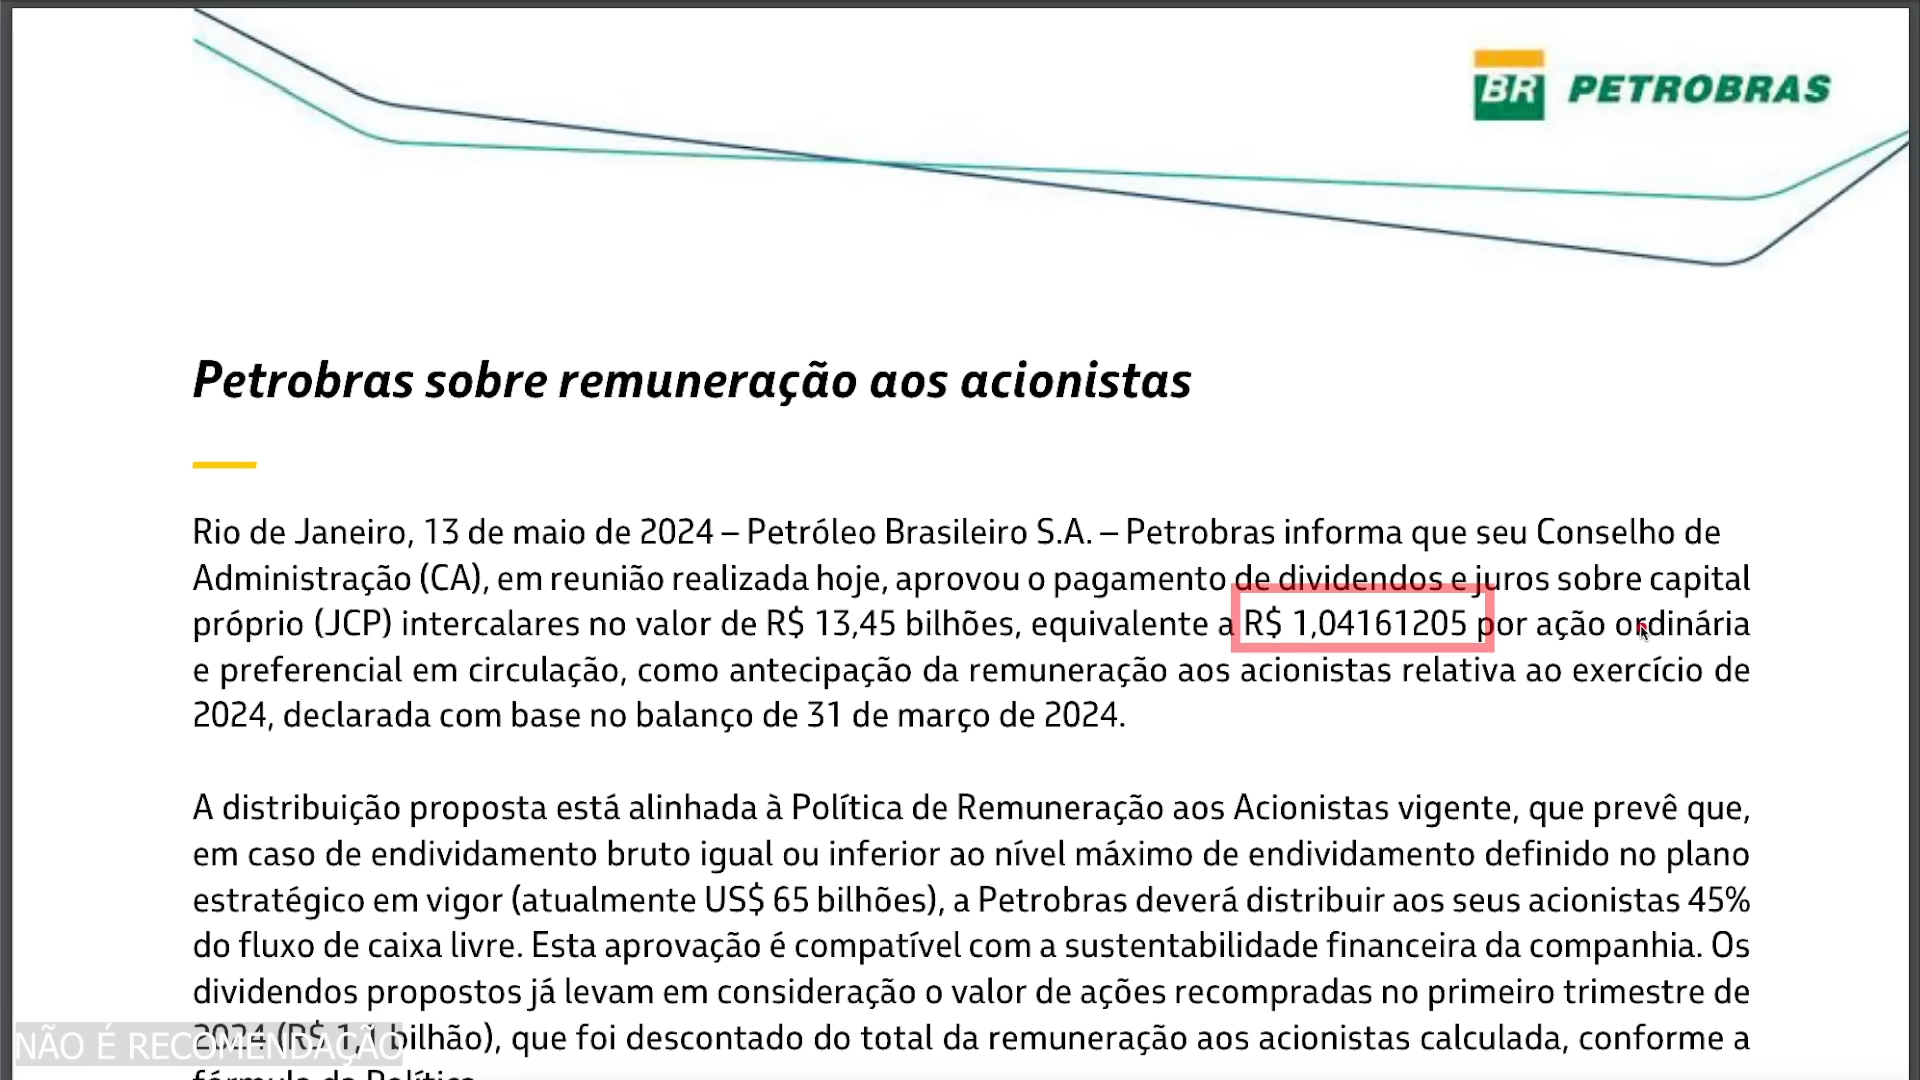 BR PETROBRAS
Petrobras sobre remuneração aos acionistas
Rio de Janeiro, 13 de maio de 2024 – Petróleo Brasileiro S.A. – Petrobras informa que seu Conselho de
Administração (CA), em reunião realizada hoje, aprovou o pagamento de dividendos e juros sobre capital
próprio (JCP) intercalares no valor de R$ 13,45 bilhões, equivalente a R$ 1,04161205 por ação ordinária
e preferencial em circulação, como antecipação da remuneração aos acionistas relativa ao exercício de
2024, declarada com base no balanço de 31 de março de 2024.
A distribuição proposta está alinhada à Política de Remuneração aos Acionistas vigente, que prevê que,
em caso de endividamento bruto igual ou inferior ao nível máximo de endividamento definido no plano
estratégico em vigor (atualmente US$ 65 bilhões), a Petrobras deverá distribuir aos seus acionistas 45%
do fluxo de caixa livre. Esta aprovação é compatível com a sustentabilidade financeira da companhia. Os
dividendos propostos já levam em consideração o valor de ações recompradas no primeiro trimestre de
2024 (R$ 1,1 bilhão), que foi descontado do total da remuneração aos acionistas calculada, conforme a
fórmula da Política.
NÃO É RECOMENDAÇÃO